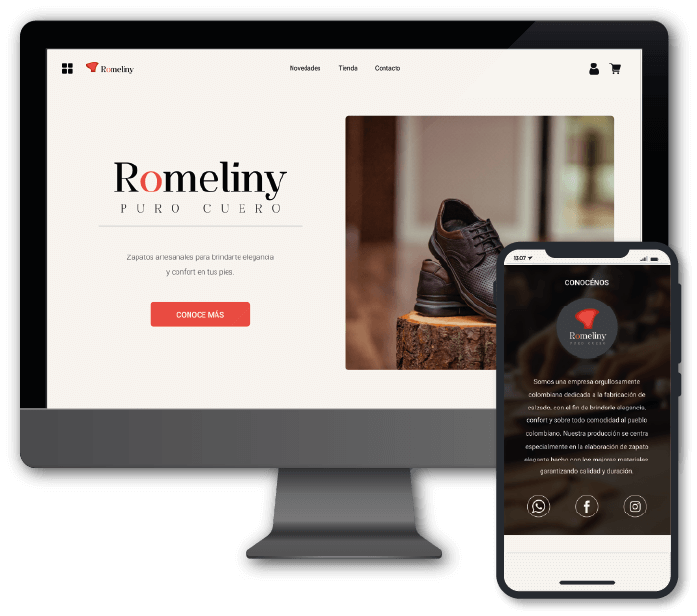 Romeliny
Novedades Tienda Contacto
Romeliny
PURO CUERO
Zapatos artesanales para brindarte elegancia
y confort en tus pies.
CONOCE MÁS
13:07
CONOCÉNOS
Romeliny
PURO CUERO
Somos una empresa orgullosamente
colombiana dedicada a la fabricación de
calzado, con el fin de brindarle elegancia,
confort y sobre todo comodidad al pueblo
colombiano. Nuestra producción se centra
especialmente en la elaboración de zapato
elegante hecho con los mejores materiales
garantizando calidad y duración.